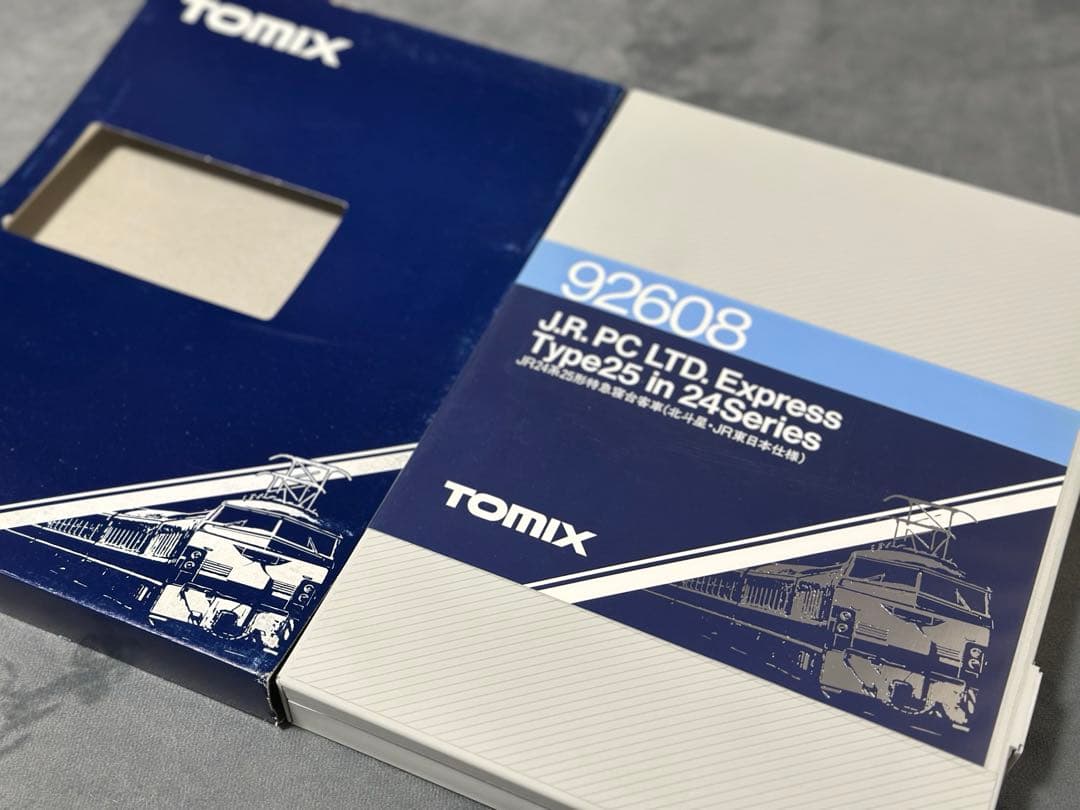 TOMIX
92608
J.R. PC LTD. Express
Type25 in 24Series
JR24系25形特急寝台客車(北斗星・JR東日本仕様)
TOMIX